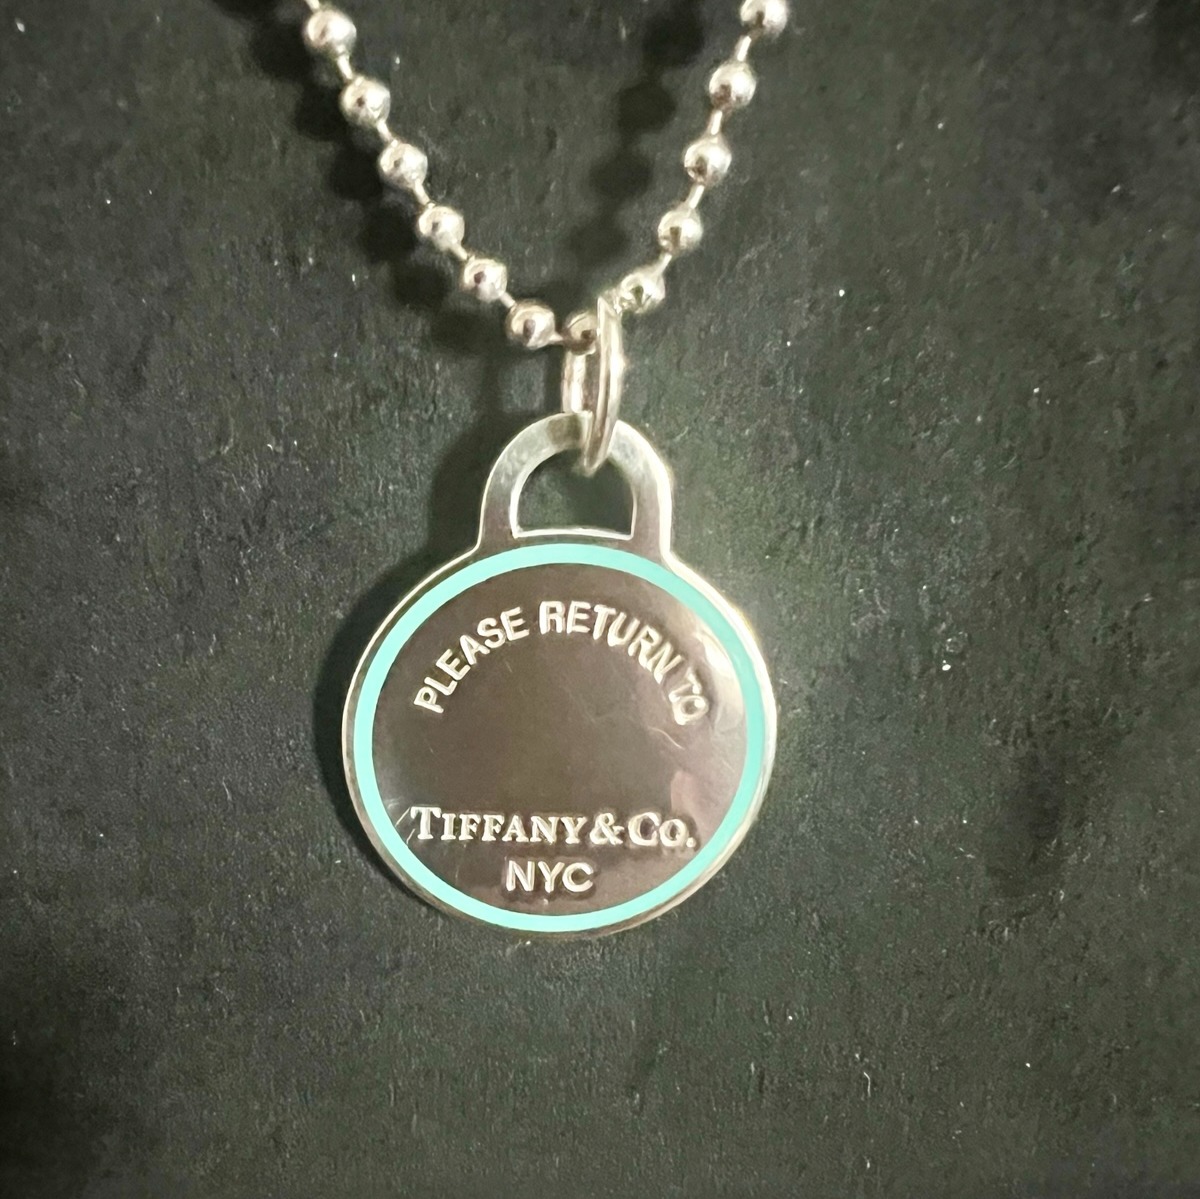 PLEASE RETURN TO
TIFFANY & CO.
NYC